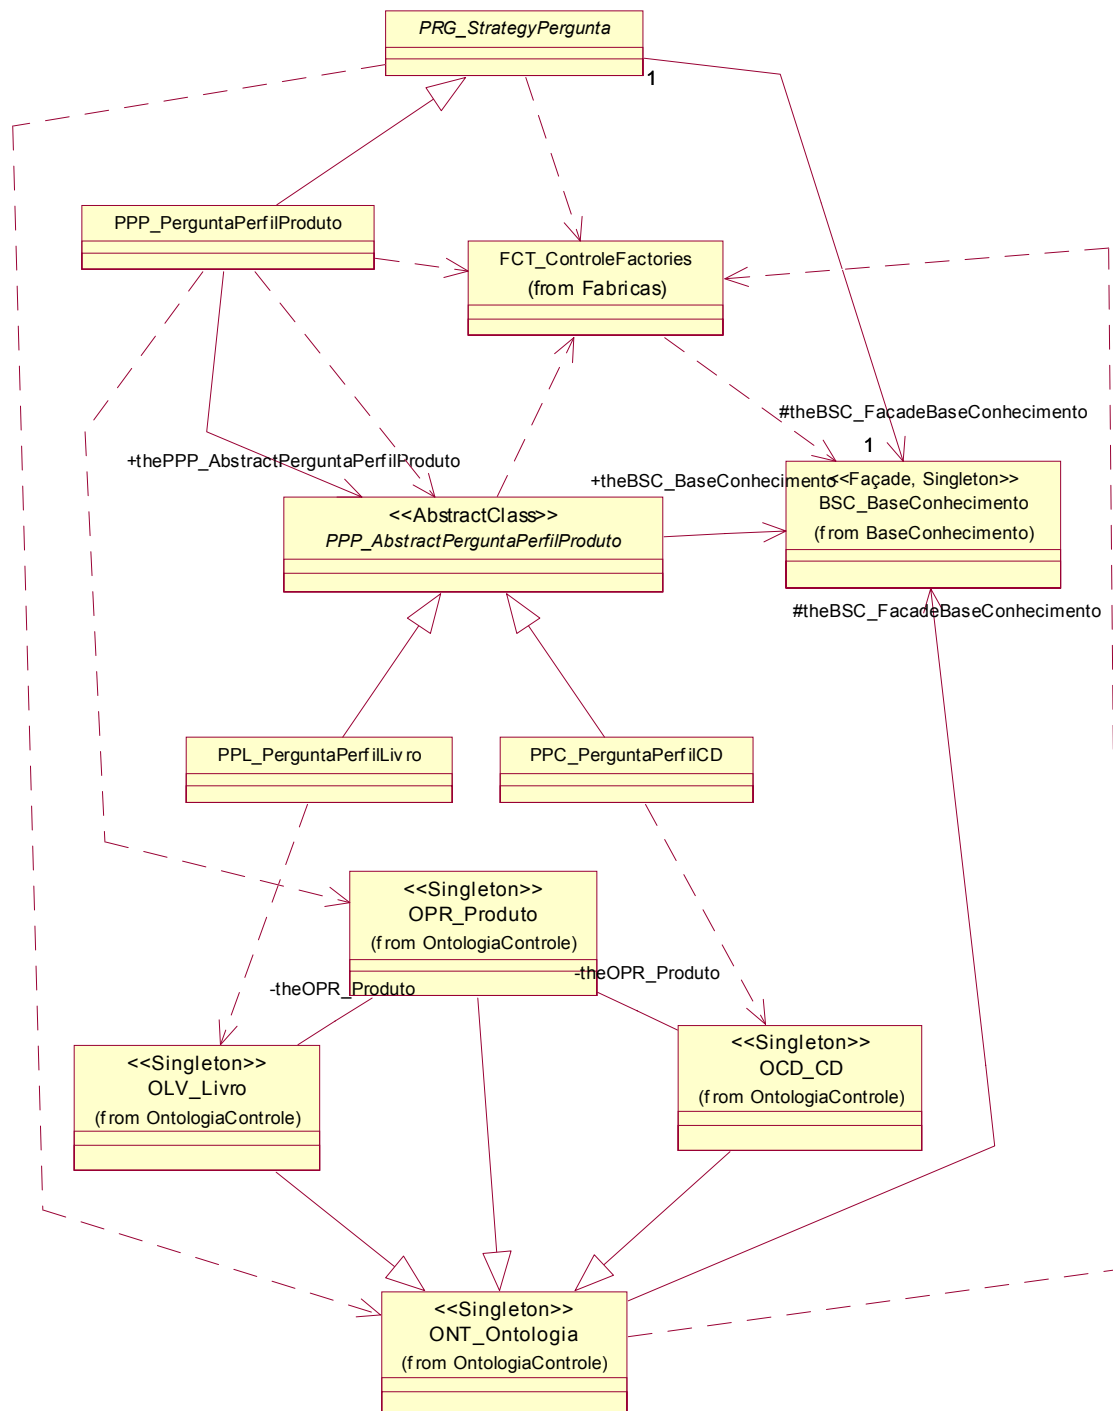 PRG_StrategyPergunta
1
PPP_PerguntaPerfilProduto
FCT_ControleFactories
(from Fabricas)
#theBSC_FacadeBaseConhecimento
1
+thePPP_AbstractPerguntaPerfilProduto
+theBSC_BaseConhecimento
<<Façade, Singleton>>
BSC_BaseConhecimento
(from BaseConhecimento)
<<AbstractClass>>
PPP_AbstractPerguntaPerfilProduto
#theBSC_FacadeBaseConhecimento
PPL_PerguntaPerfilLivro
PPC_PerguntaPerfilCD
<<Singleton>>
OPR_Produto
(from OntologiaControle)
-theOPR_Produto
-theOPR_Produto
<<Singleton>>
OLV_Livro
(from OntologiaControle)
<<Singleton>>
OCD_CD
(from OntologiaControle)
<<Singleton>>
ONT_Ontologia
(from OntologiaControle)